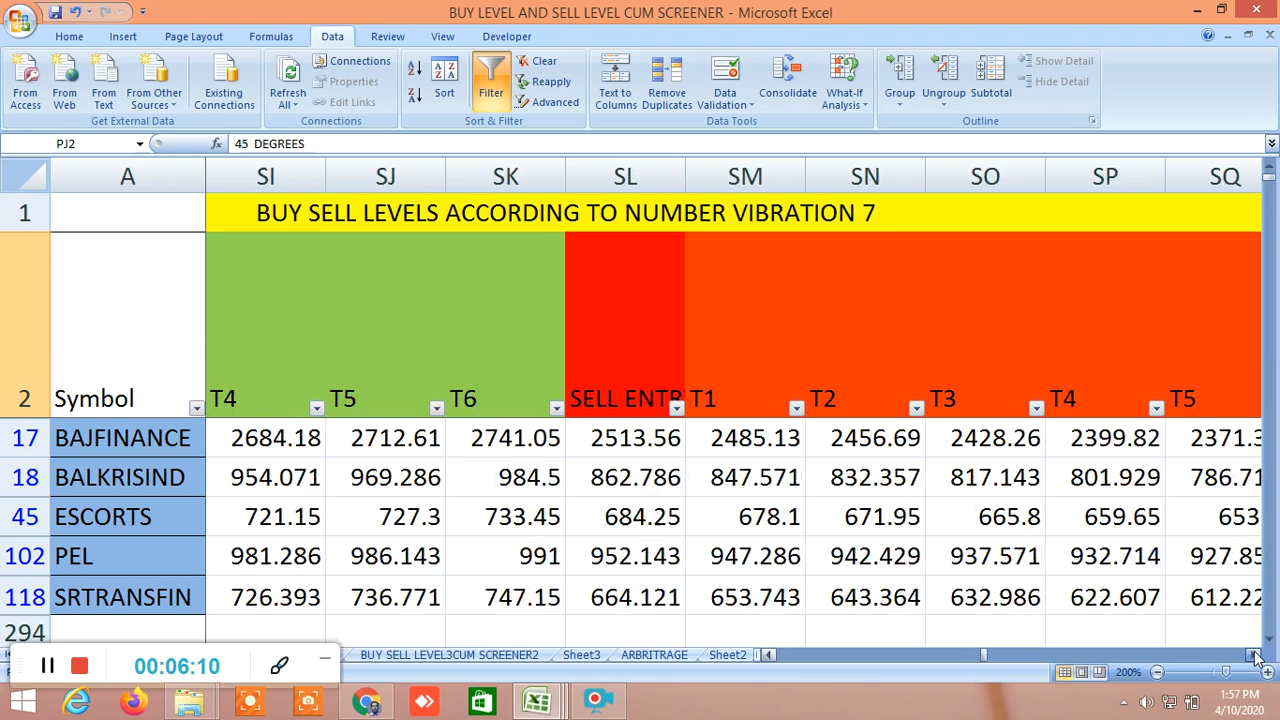 BUY LEVEL AND SELL LEVEL CUM SCREENER - Microsoft Excel
Home Insert Page Layout Formulas Data Review View Developer
From Access From Web From Text From Other Sources Existing Connections Refresh All Connections Properties Edit Links Sort Filter Clear Reapply Advanced Text to Columns Remove Duplicates Data Validation Consolidate What-If Analysis Group Ungroup Subtotal Show Detail Hide Detail
Get External Data Connections Sort & Filter Data Tools Outline
PJ2 fx 45 DEGREES
A SI SJ SK SL SM SN SO SP SQ
1 BUY SELL LEVELS ACCORDING TO NUMBER VIBRATION 7
2 Symbol T4 T5 T6 SELL ENTR T1 T2 T3 T4 T5
17 BAJFINANCE 2684.18 2712.61 2741.05 2513.56 2485.13 2456.69 2428.26 2399.82 2371.3
18 BALKRISIND 954.071 969.286 984.5 862.786 847.571 832.357 817.143 801.929 786.71
45 ESCORTS 721.15 727.3 733.45 684.25 678.1 671.95 665.8 659.65 653
102 PEL 981.286 986.143 991 952.143 947.286 942.429 937.571 932.714 927.85
118 SRTRANSFIN 726.393 736.771 747.15 664.121 653.743 643.364 632.986 622.607 612.22
294
00:06:10
BUY SELL LEVEL3CUM SCREENER2 Sheet3 ARBRITRAGE Sheet2
200%
1:57 PM
4/10/2020